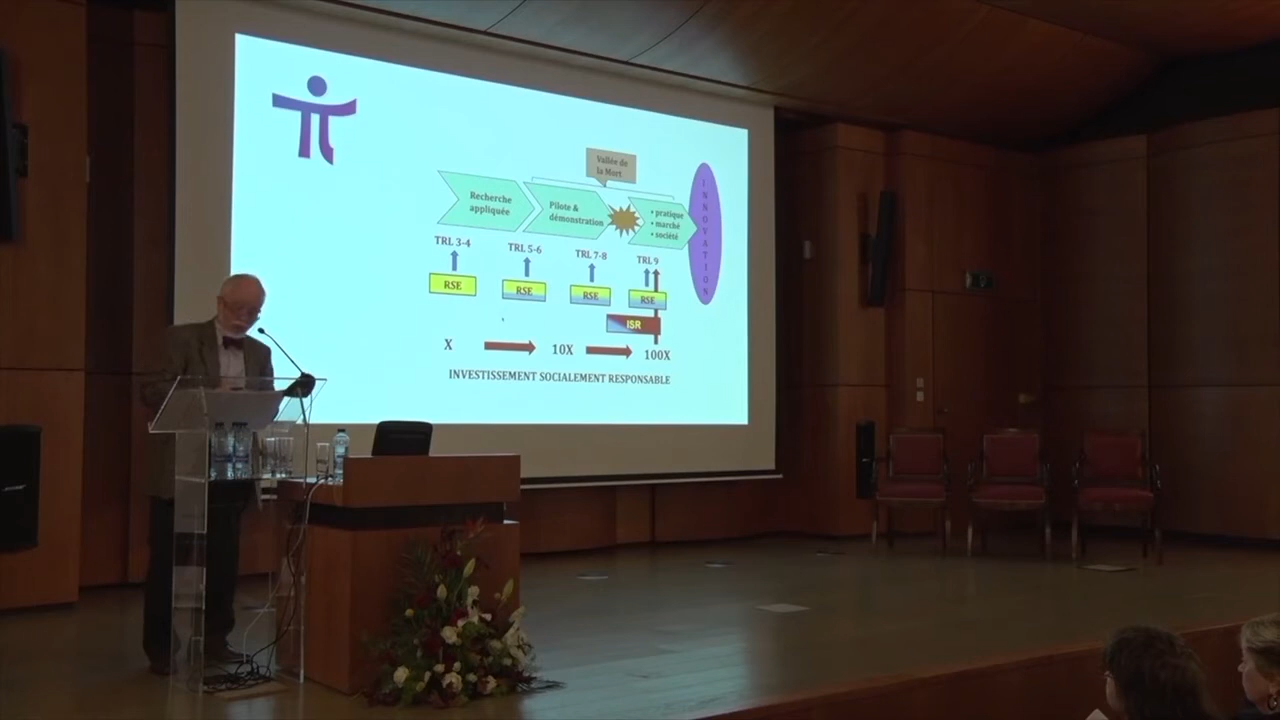 Vallée de
la Mort
Recherche
appliquée
Pilote &
démonstration
• pratique
• marché
• société
INNOVATION
TRL 3-4
TRL 5-6
TRL 7-8
TRL 9
RSE
RSE
RSE
RSE
ISR
X
10X
100X
INVESTISSEMENT SOCIALEMENT RESPONSABLE